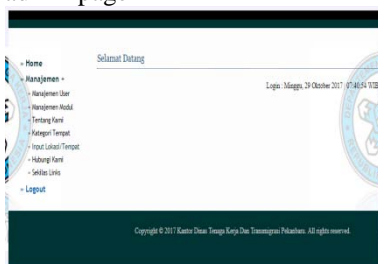 Selamat Datang
» Home
» Manajemen
Login : Minggu, 29 Oktober 2017 07:40:54 WIB
» Manajemen User
» Manajemen Modul
» Tentang Kami
» Kategori Tempat
» Input Lokasi/Tempat
» Hubungi Kami
» Sekilas Links
» Logout
Copyright © 2017 Kantor Dinas Tenaga Kerja Dan Transmigrasi Pekanbaru. All rights reserved.